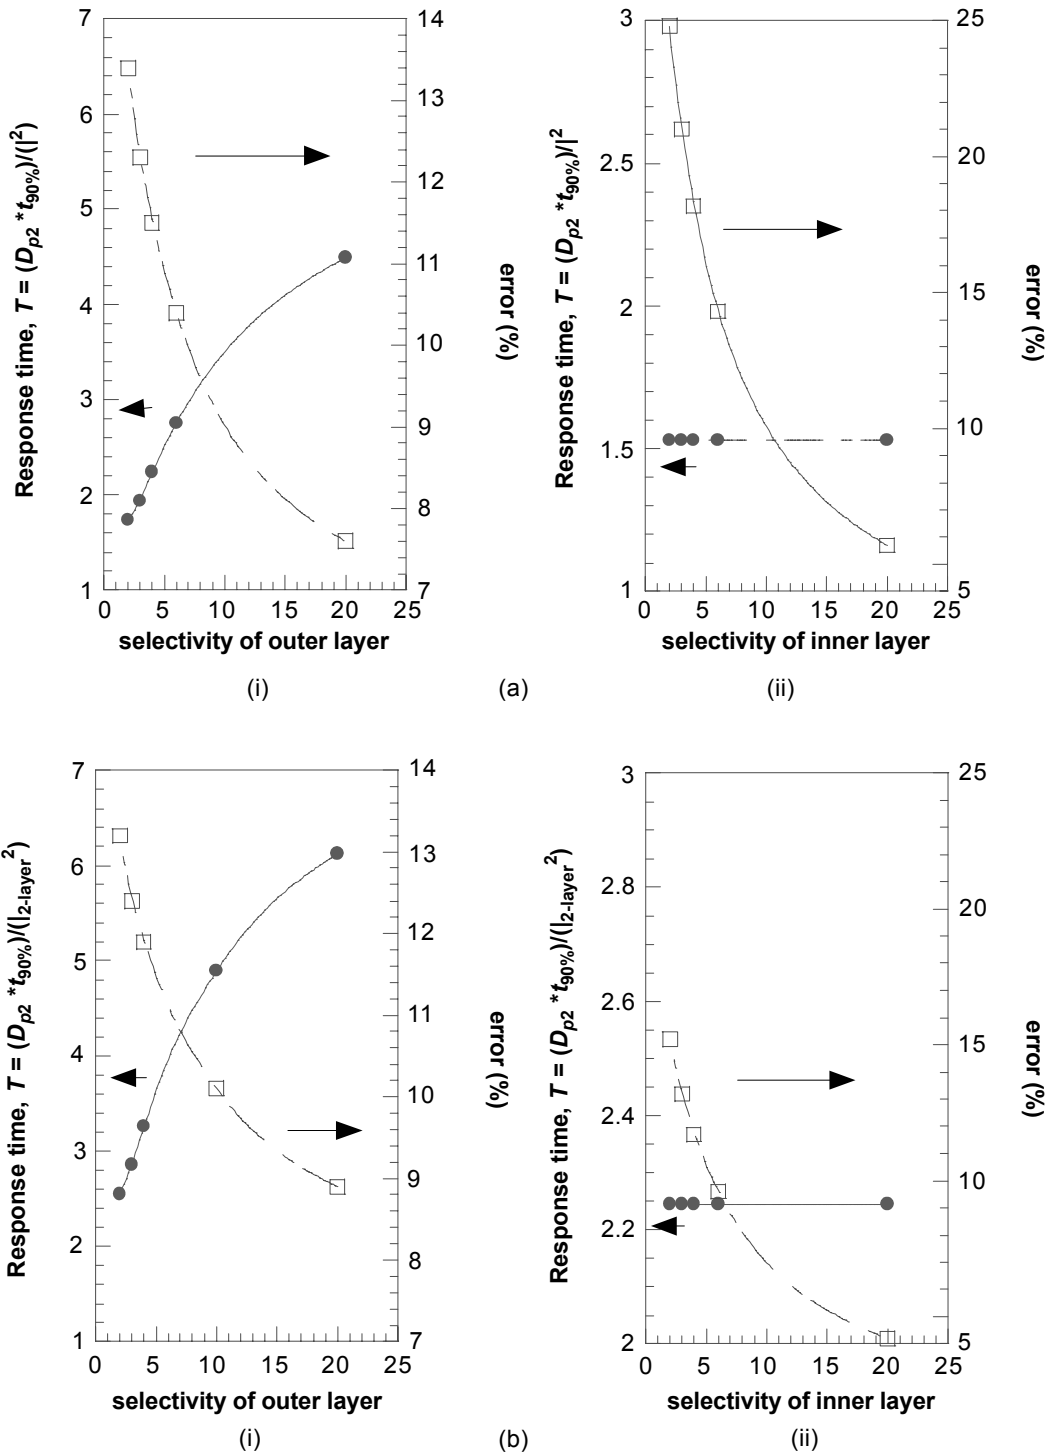 Response time, T = (Dp2 *t90%)/(|2)
7
6
5
4
3
2
1
14
13
12
11
10
9
8
7
error (%)
0 5 10 15 20 25
selectivity of outer layer
(i)
Response time, T = (Dp2 *t90%)/|2
3
2.5
2
1.5
1
25
20
15
10
5
error (%)
0 5 10 15 20 25
selectivity of inner layer
(ii)
(a)
Response time, T = (Dp2 *t90%)/(|2-layer2)
7
6
5
4
3
2
1
14
13
12
11
10
9
8
7
error (%)
0 5 10 15 20 25
selectivity of outer layer
(i)
Response time, T = (Dp2 *t90%)/(|2-layer2)
3
2.8
2.6
2.4
2.2
2
25
20
15
10
5
error (%)
0 5 10 15 20 25
selectivity of inner layer
(ii)
(b)